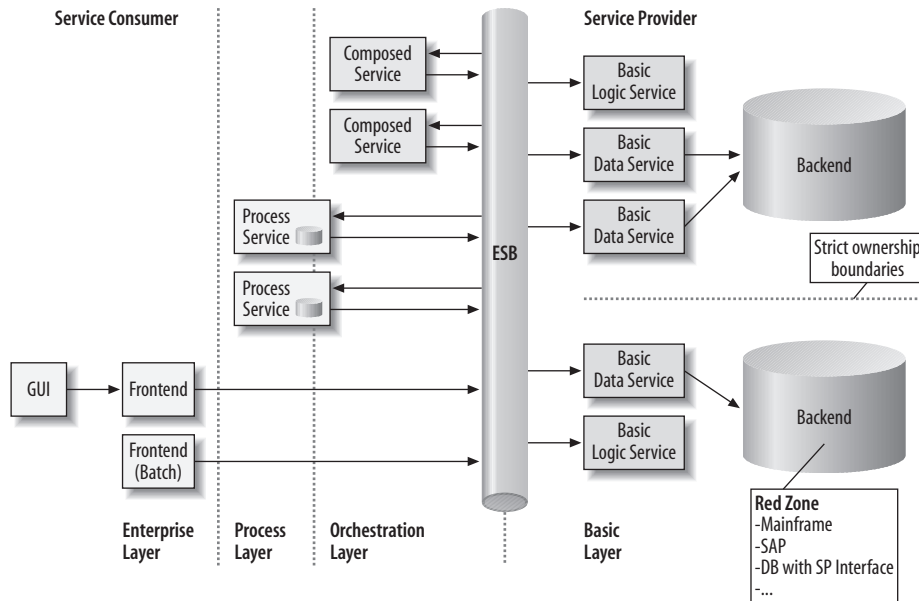 Service Consumer
Service Provider
Composed
Service
Basic
Logic Service
Composed
Service
Basic
Data Service
Backend
Process
Service
Basic
Data Service
ESB
Strict ownership
boundaries
Process
Service
GUI
Frontend
Basic
Data Service
Backend
Frontend
(Batch)
Basic
Logic Service
Enterprise
Layer
Process
Layer
Orchestration
Layer
Basic
Layer
Red Zone
-Mainframe
-SAP
-DB with SP Interface
-...